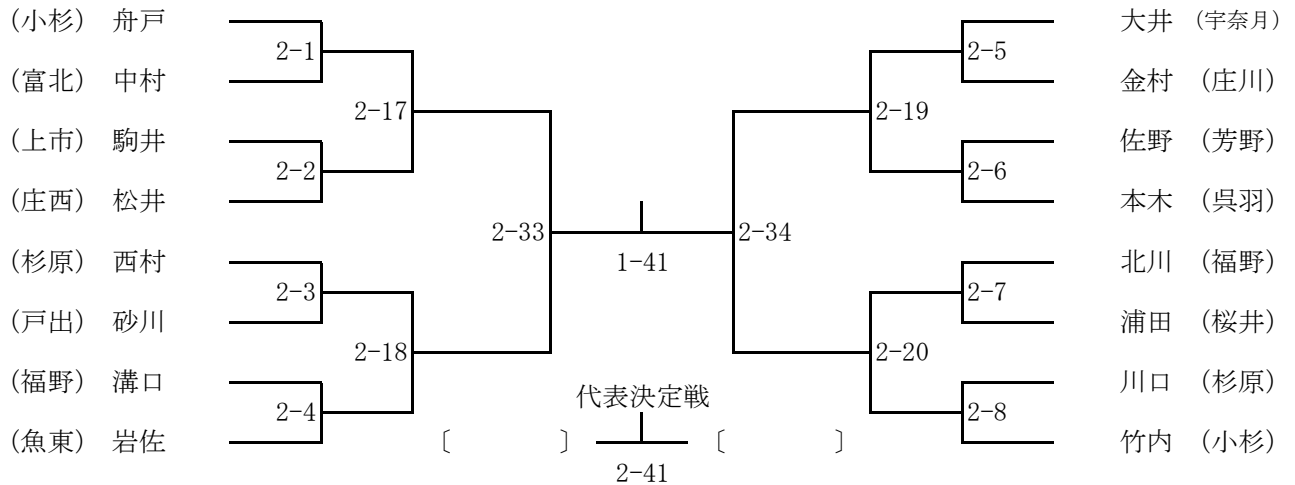 (小杉) 舟戸 大井 (宇奈月)
2-1 2-5
(富北) 中村 金村 (庄川)
2-17 2-19
(上市) 駒井 佐野 (芳野)
2-2 2-6
(庄西) 松井 本木 (呉羽)
2-33 2-34
(杉原) 西村 1-41 北川 (福野)
2-3 2-7
(戸出) 砂川 浦田 (桜井)
2-18 2-20
(福野) 溝口 代表決定戦 川口 (杉原)
2-4 2-8
(魚東) 岩佐 〔 〕 〔 〕 竹内 (小杉)
2-41